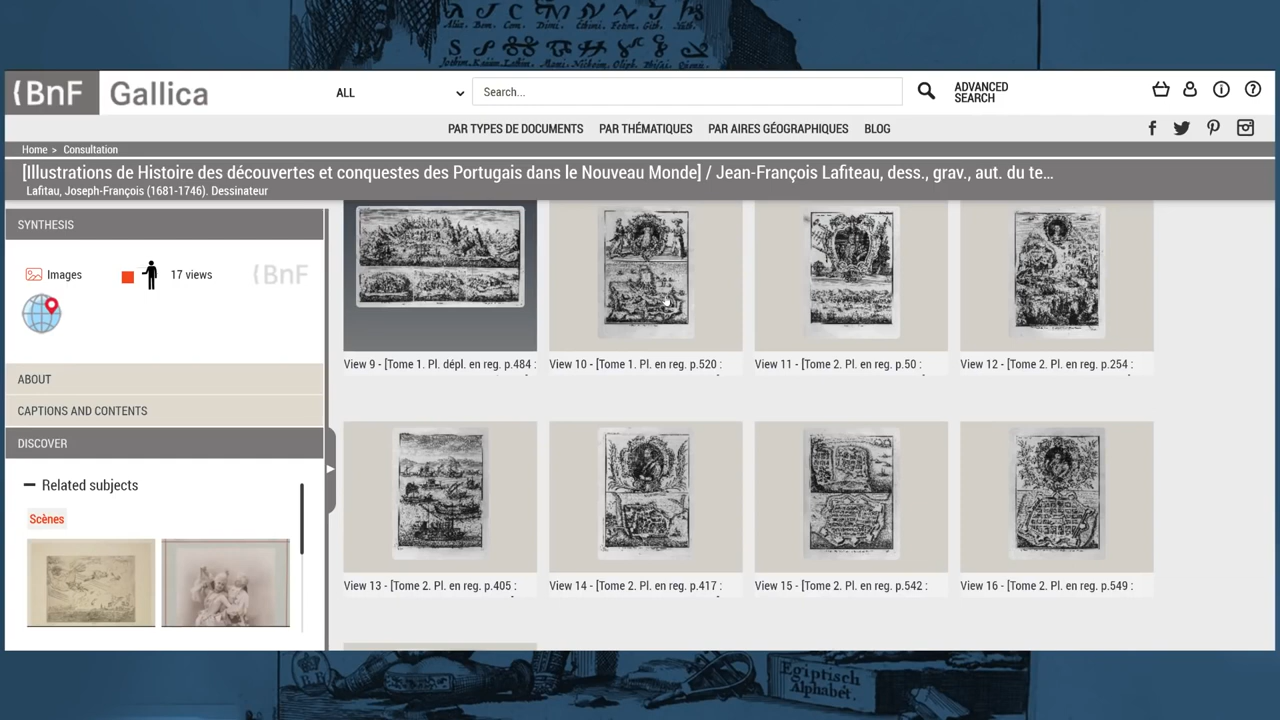 {BnF Gallica
ALL
Search...
ADVANCED
SEARCH
PAR TYPES DE DOCUMENTS PAR THÉMATIQUES PAR AIRES GÉOGRAPHIQUES BLOG
Home > Consultation
[Illustrations de Histoire des découvertes et conquestes des Portugais dans le Nouveau Monde] / Jean-François Lafiteau, dess., grav., aut. du te...
Lafitau, Joseph-François (1681-1746). Dessinateur
SYNTHESIS
Images
17 views
{BnF
ABOUT
CAPTIONS AND CONTENTS
DISCOVER
Related subjects
Scènes
View 9 - [Tome 1. Pl. dépl. en reg. p.484 :
View 10 - [Tome 1. Pl. en reg. p.520 :
View 11 - [Tome 2. Pl. en reg. p.50 :
View 12 - [Tome 2. Pl. en reg. p.254 :
View 13 - [Tome 2. Pl. en reg. p.405 :
View 14 - [Tome 2. Pl. en reg. p.417 :
View 15 - [Tome 2. Pl. en reg. p.542 :
View 16 - [Tome 2. Pl. en reg. p.549 :
Egiptisch
Alphabet.